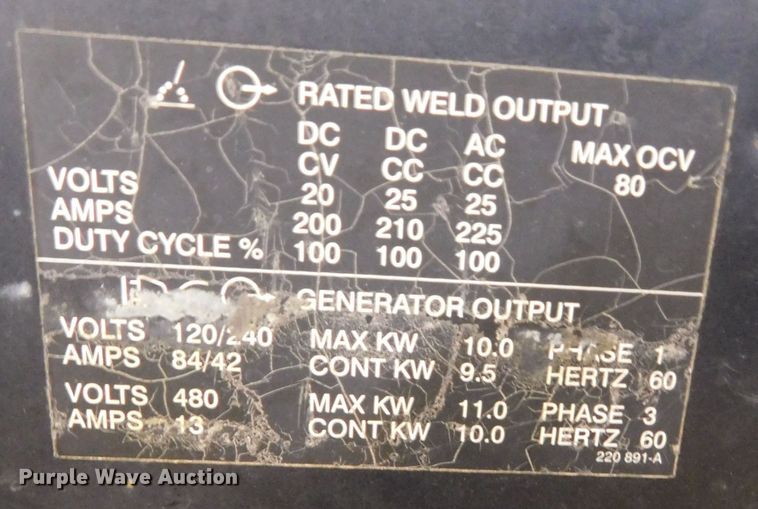 RATED WELD OUTPUT
DC DC AC MAX OCV
CV CC CC 80
VOLTS 20 25 25
AMPS 200 210 225
DUTY CYCLE % 100 100 100
GENERATOR OUTPUT
VOLTS 120/240 MAX KW 10.0 PHASE 1
AMPS 84/42 CONT KW 9.5 HERTZ 60
VOLTS 480 MAX KW 11.0 PHASE 3
AMPS 13 CONT KW 10.0 HERTZ 60
220 891-A
Purple Wave Auction